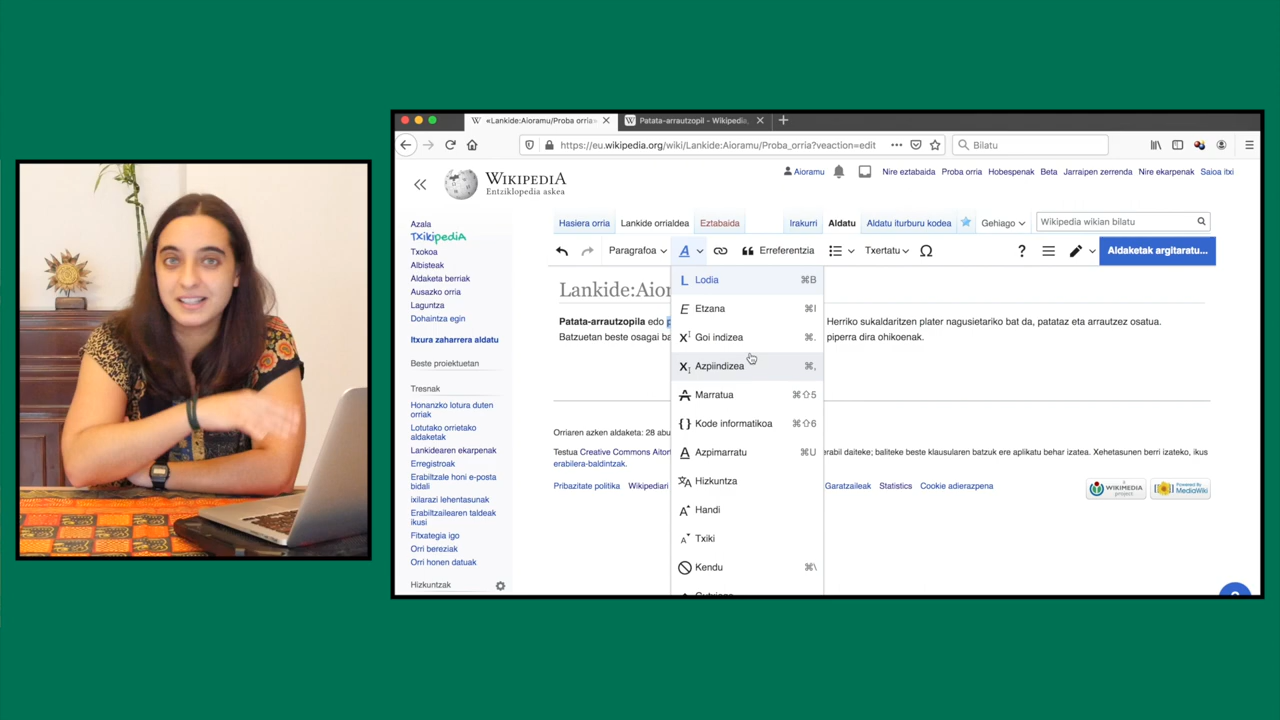 «Lankide:Aioramu/Proba orria»
Patata-arrautzopil - Wikipedia,
https://eu.wikipedia.org/wiki/Lankide:Aioramu/Proba_orria?veaction=edit
Bilatu
WIKIPEDIA
Entziklopedia askea
Aioramu
Nire eztabaida
Proba orria
Hobespenak
Beta
Jarraipen zerrenda
Nire ekarpenak
Saioa itxi
Hasiera orria
Lankide orrialdea
Eztabaida
Irakurri
Aldatu
Aldatu iturburu kodea
Gehiago
Wikipedia wikian bilatu
Paragrafoa
A
Erreferentzia
Txertatu
Ω
?
Aldaketak argitaratu...
Azala
TXikipediA
Txokoa
Albisteak
Aldaketa berriak
Ausazko orria
Laguntza
Dohaintza egin
Itxura zaharrera aldatu
Beste proiektuetan
Tresnak
Honanzko lotura duten
orriak
Lotutako orrietako
aldaketak
Lankidearen ekarpenak
Erregistroak
Erabiltzaile honi e-posta
bidali
ixilarazi lehentasunak
Erabiltzailearen taldeak
ikusi
Fitxategia igo
Orri bereziak
Orri honen datuak
Hizkuntzak
Lankide:Aior
Patata-arrautzopila edo
Herriko sukaldaritzen plater nagusietariko bat da, patataz eta arrautzez osatua.
Batzuetan beste osagai ba
piperra dira ohikoenak.
L Lodia ⌘B
E Etzana ⌘I
Goi indizea ⌘.
Azpiindizea ⌘,
Marratua ⌘⇧5
{} Kode informatikoa ⌘⇧6
A Azpimarratu ⌘U
Hizkuntza
Handi
Txiki
Kendu ⌘\
Orriaren azken aldaketa: 28 abu
Testua Creative Commons Aitor
erabil daiteke; baliteke beste klausularen batzuk ere aplikatu behar izatea. Xehetasunen berri izateko, ikus
erabilera-baldintzak.
Pribazitate politika
Wikipediari
Garatzaileak
Statistics
Cookie adierazpena
WIKIMEDIA
project
Powered By
MediaWiki